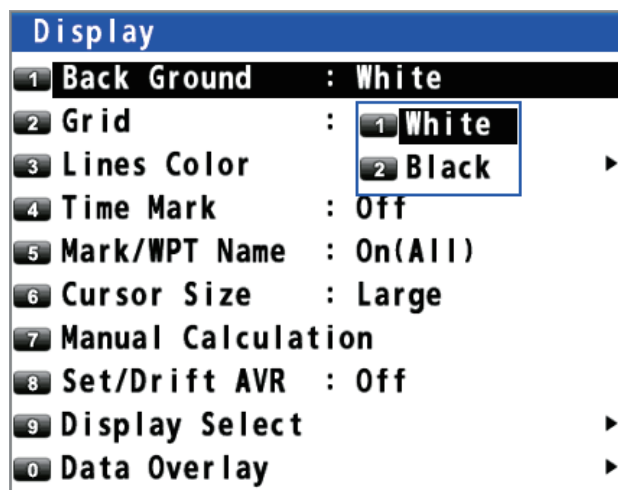 Display
1 Back Ground : White
2 Grid :
1 White
3 Lines Color
2 Black
4 Time Mark : Off
5 Mark/WPT Name : On(All)
6 Cursor Size : Large
7 Manual Calculation
8 Set/Drift AVR : Off
9 Display Select
0 Data Overlay